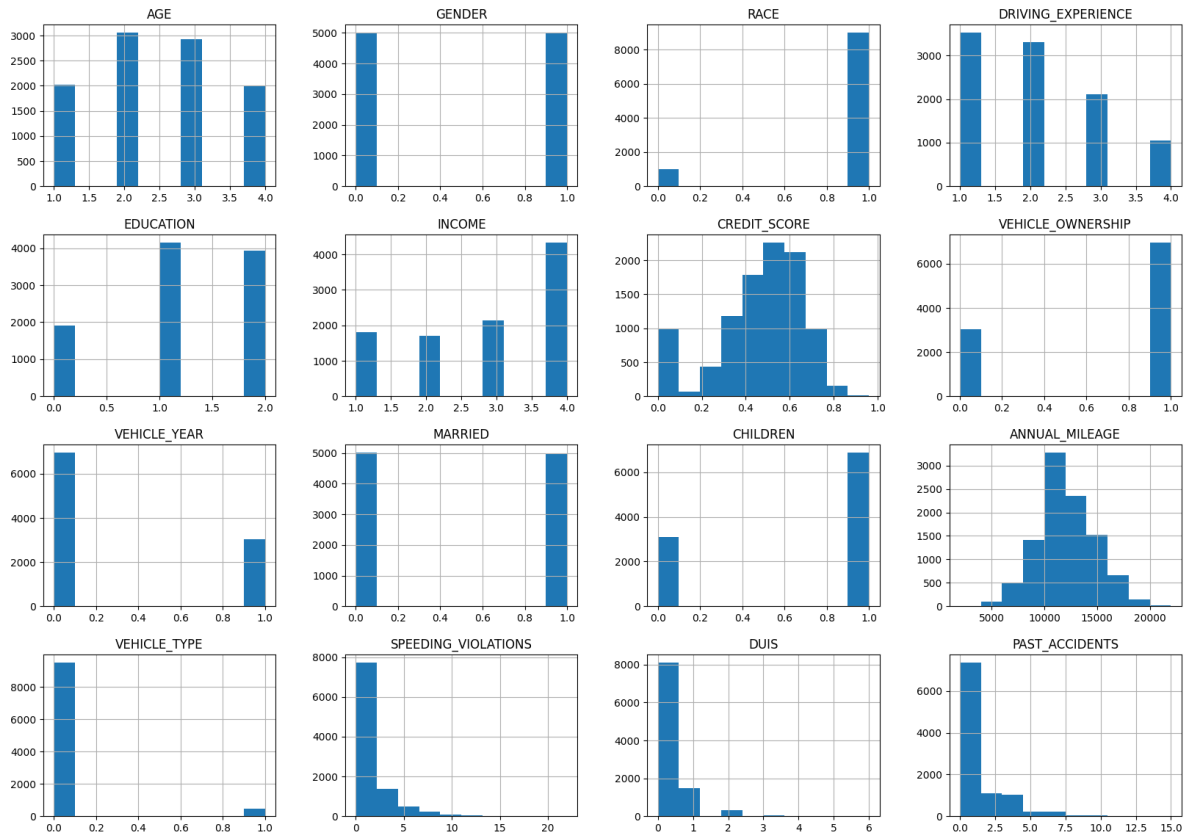 AGE
3000
2500
2000
1500
1000
500
0
1.0 1.5 2.0 2.5 3.0 3.5 4.0
GENDER
5000
4000
3000
2000
1000
0
0.0 0.2 0.4 0.6 0.8 1.0
RACE
8000
6000
4000
2000
0
0.0 0.2 0.4 0.6 0.8 1.0
DRIVING_EXPERIENCE
3000
2000
1000
0
1.0 1.5 2.0 2.5 3.0 3.5 4.0
EDUCATION
4000
3000
2000
1000
0
0.0 0.5 1.0 1.5 2.0
INCOME
4000
3000
2000
1000
0
1.0 1.5 2.0 2.5 3.0 3.5 4.0
CREDIT_SCORE
2000
1500
1000
500
0
0.0 0.2 0.4 0.6 0.8 1.0
VEHICLE_OWNERSHIP
6000
4000
2000
0
0.0 0.2 0.4 0.6 0.8 1.0
VEHICLE_YEAR
6000
4000
2000
0
0.0 0.2 0.4 0.6 0.8 1.0
MARRIED
5000
4000
3000
2000
1000
0
0.0 0.2 0.4 0.6 0.8 1.0
CHILDREN
6000
4000
2000
0
0.0 0.2 0.4 0.6 0.8 1.0
ANNUAL_MILEAGE
3000
2500
2000
1500
1000
500
0
5000 10000 15000 20000
VEHICLE_TYPE
8000
6000
4000
2000
0
0.0 0.2 0.4 0.6 0.8 1.0
SPEEDING_VIOLATIONS
8000
6000
4000
2000
0
0 5 10 15 20
DUIS
8000
6000
4000
2000
0
0 1 2 3 4 5 6
PAST_ACCIDENTS
6000
4000
2000
0
0.0 2.5 5.0 7.5 10.0 12.5 15.0